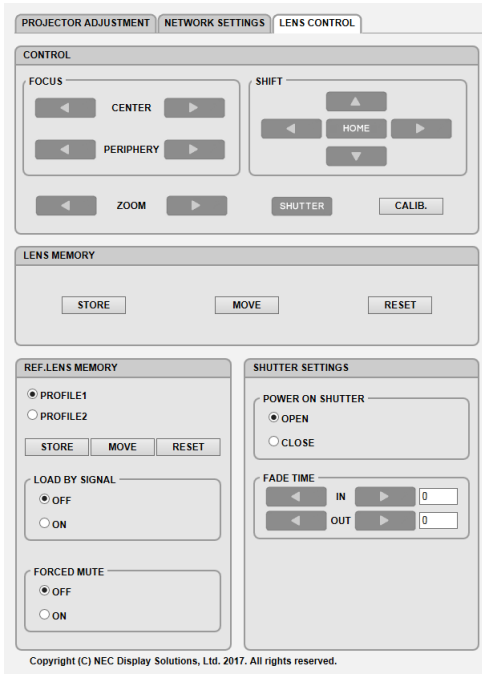 PROJECTOR ADJUSTMENT NETWORK SETTINGS LENS CONTROL
CONTROL
FOCUS
CENTER
PERIPHERY
SHIFT
HOME
ZOOM
SHUTTER
CALIB.
LENS MEMORY
STORE MOVE RESET
REF.LENS MEMORY
PROFILE1
PROFILE2
STORE MOVE RESET
LOAD BY SIGNAL
OFF
ON
FORCED MUTE
OFF
ON
SHUTTER SETTINGS
POWER ON SHUTTER
OPEN
CLOSE
FADE TIME
IN 0
OUT 0
Copyright (C) NEC Display Solutions, Ltd. 2017. All rights reserved.